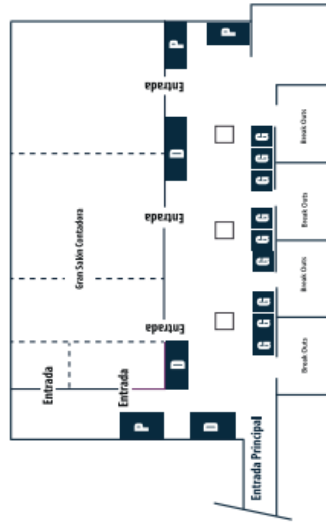 P
P
Entrada
Break Outs
G
G
D
G
Entrada
Break Outs
G
Gran Salón Contadora
G
G
Break Outs
Entrada
G
G
D
G
Break Outs
Entrada
Entrada
P
D
Entrada Principal